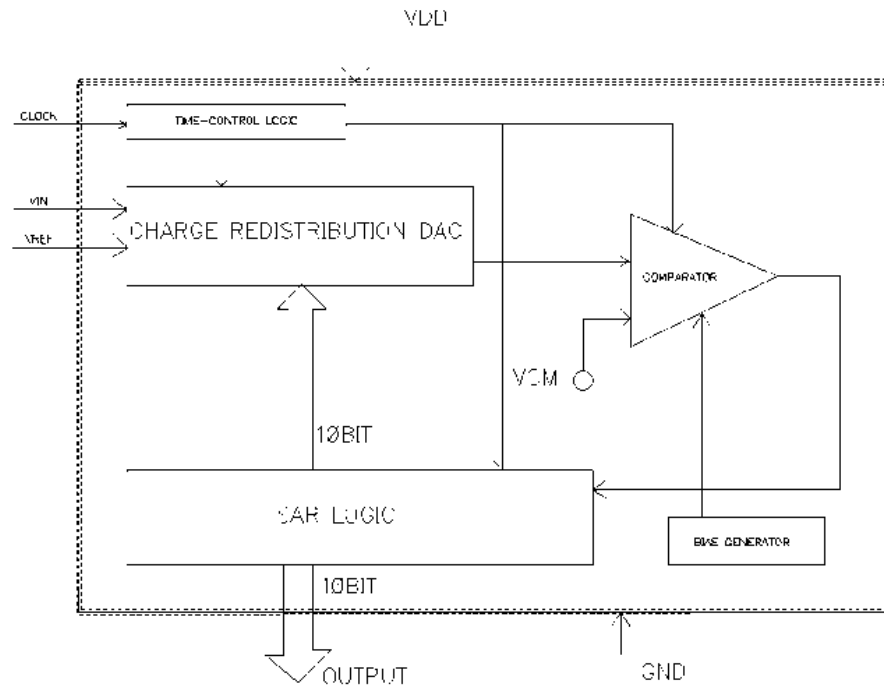 VDD
CLOCK
TIME-CONTROL LOGIC
VIN
CHARGE REDISTRIBUTION DAC
VREF
COMPARATOR
VCM
10BIT
SAR LOGIC
BIAS GENERATOR
10BIT
OUTPUT
GND